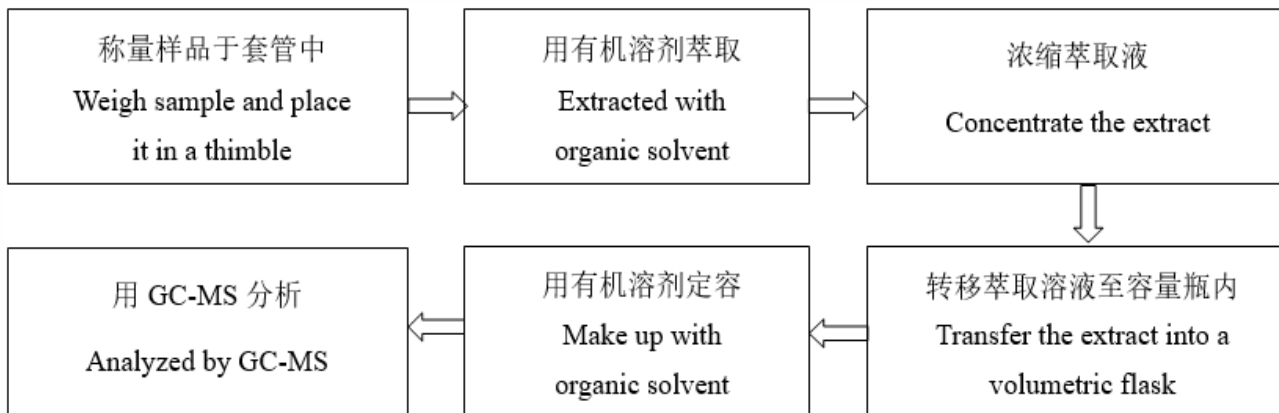 称量样品于套管中
Weigh sample and place
it in a thimble
用有机溶剂萃取
Extracted with
organic solvent
浓缩萃取液
Concentrate the extract
转移萃取溶液至容量瓶内
Transfer the extract into a
volumetric flask
用有机溶剂定容
Make up with
organic solvent
用 GC-MS 分析
Analyzed by GC-MS